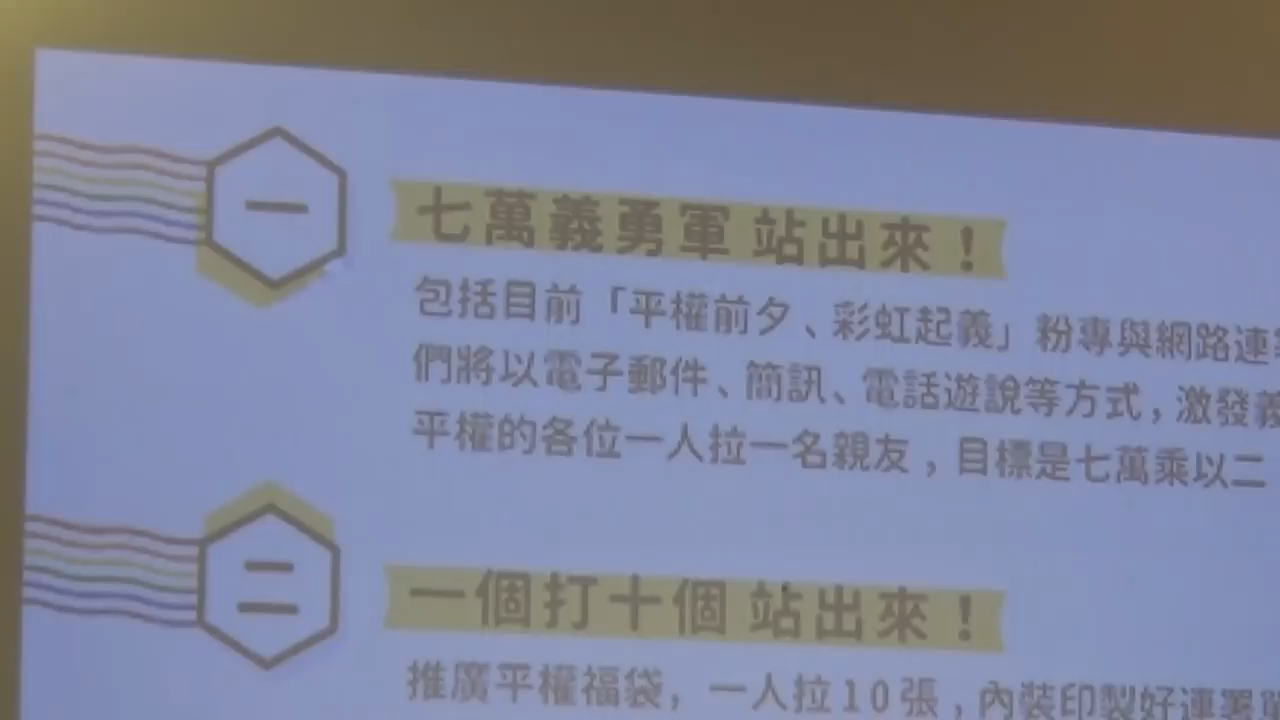 一
七萬義勇軍 站出來！
包括目前「平權前夕、彩虹起義」粉專與網路連
們將以電子郵件、簡訊、電話遊說等方式，激發義
平權的各位一人拉一名親友，目標是七萬乘以二
二
一個打十個 站出來！
推廣平權福袋，一人拉10張，內裝印製好連署單